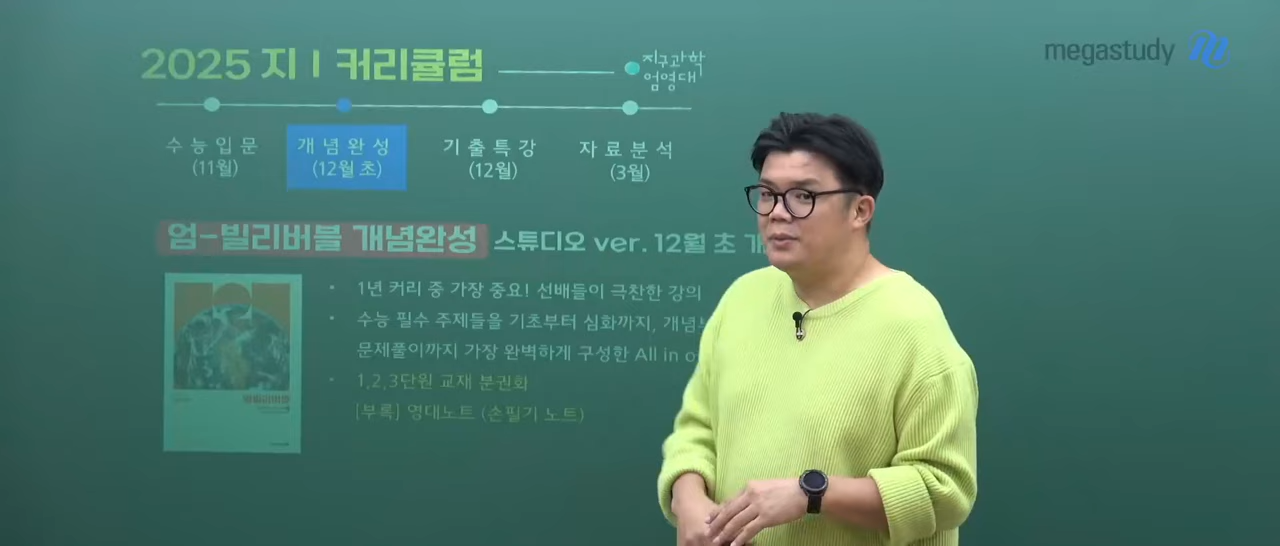 2025 지Ⅰ커리큘럼
지구과학
엄영대
megastudy
수능입문
(11월)
개념완성
(12월 초)
기출특강
(12월)
자료분석
(3월)
엄-빌리버블 개념완성 스튜디오 ver. 12월 초
• 1년 커리 중 가장 중요! 선배들이 극찬한 강의
• 수능 필수 주제들을 기초부터 심화까지,
문제풀이까지 가장 완벽하게 구성한 All in
• 1,2,3단원 교재 분권화
[부록] 영대노트 (손필기 노트)
엄빌리버블